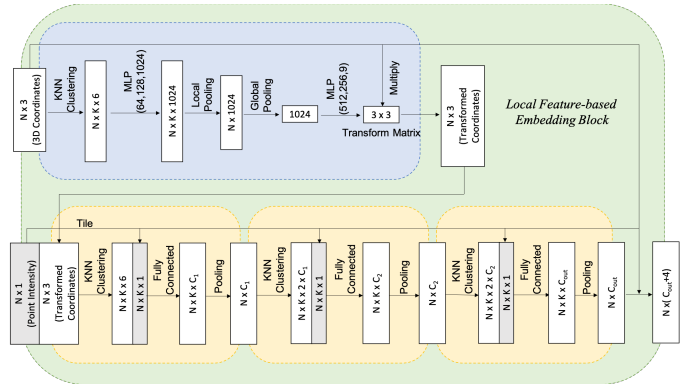 N x 3
(3D Coordinates)
KNN
Clustering
N x K x 6
MLP
(64,128,1024)
N x K x 1024
Local
Pooling
N x 1024
Global
Pooling
1024
MLP
(512,256,9)
Multiply
3 x 3
Transform Matrix
N x 3
(Transformed
Coordinates)
Local Feature-based
Embedding Block
Tile
N x 1
(Point Intensity)
N x 3
(Transformed
Coordinates)
KNN
Clustering
N x K x 6
N x K x 1
Fully
Connected
N x K x C1
Pooling
N x C1
KNN
Clustering
N x K x 2 x C1
N x K x 1
Fully
Connected
N x K x C2
Pooling
N x C2
KNN
Clustering
N x K x 2 x C2
N x K x 1
Fully
Connected
N x K x Cout
Pooling
N x Cout
N x( Cout+4)